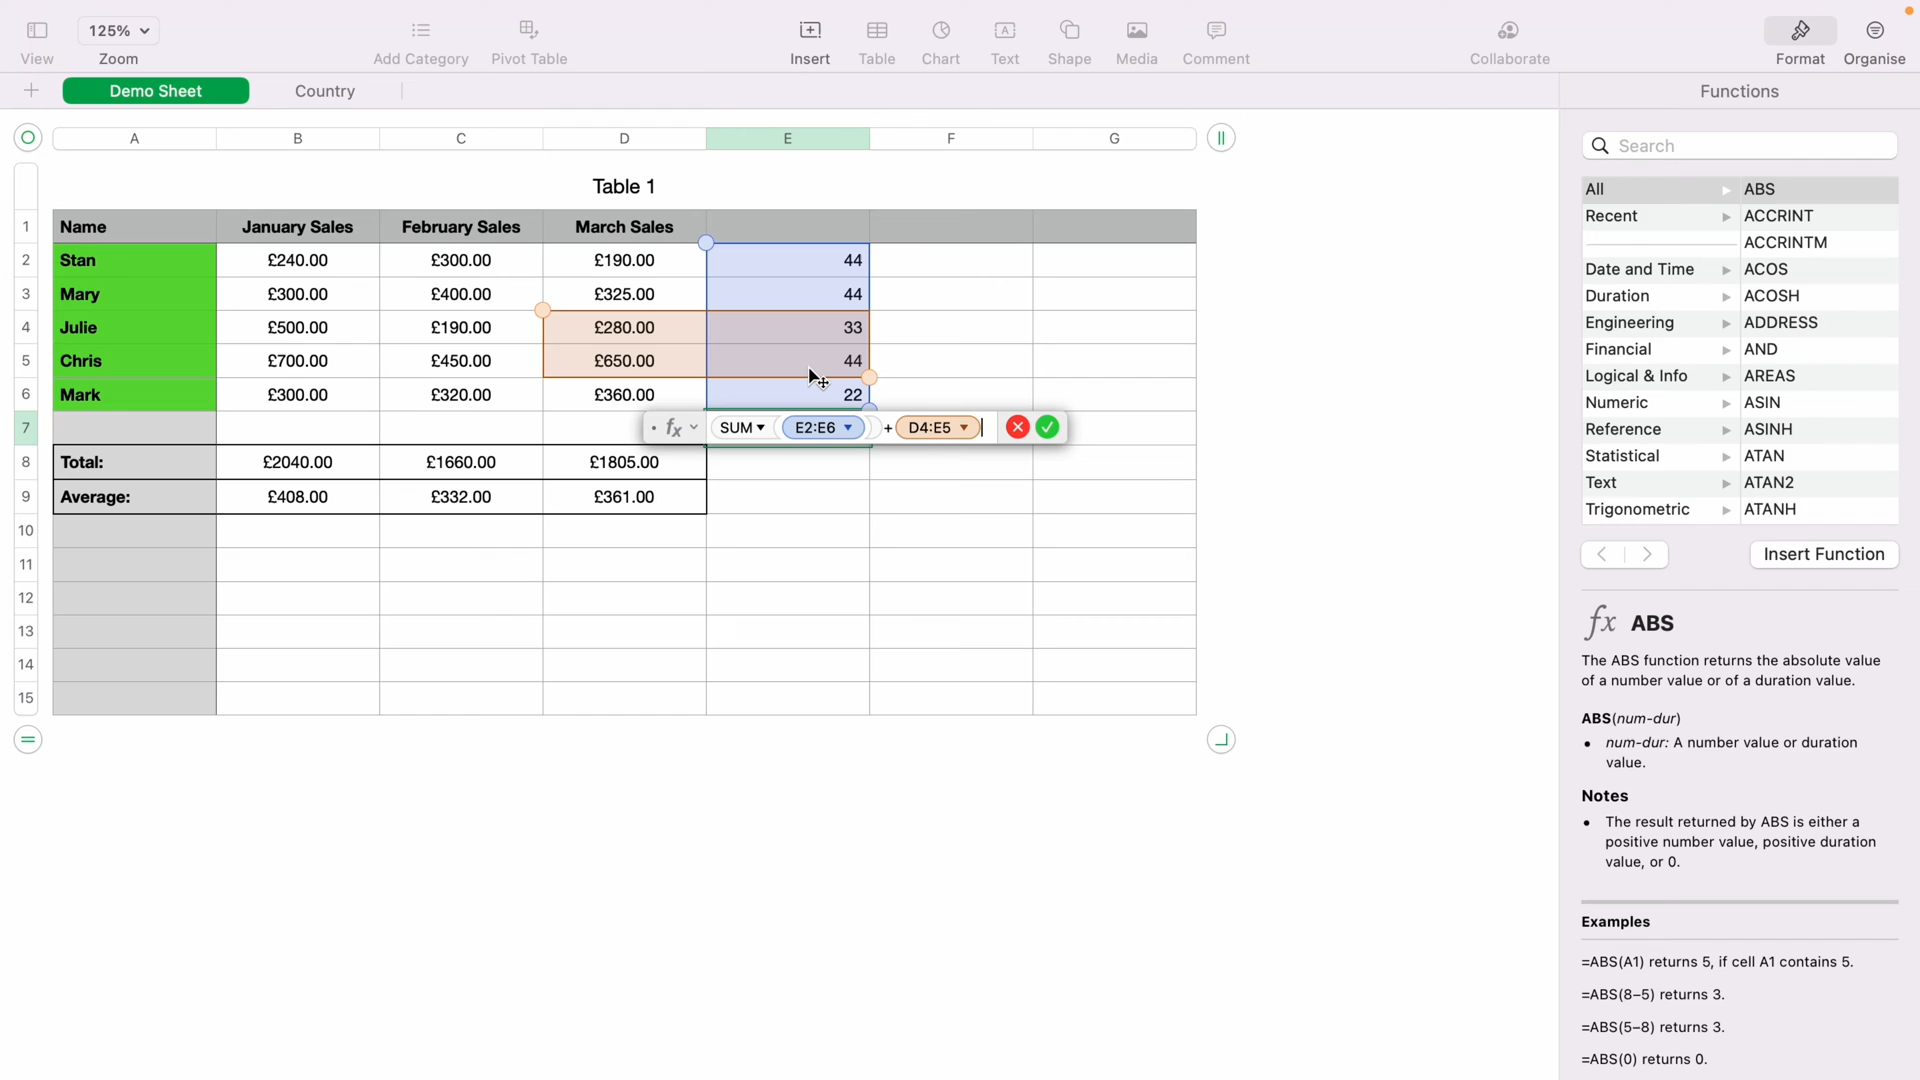 View
125%
Zoom
Add Category
Pivot Table
Insert
Table
Chart
Text
Shape
Media
Comment
Collaborate
Format
Organise
Demo Sheet
Country
Functions
A B C D E F G
Table 1
1 Name January Sales February Sales March Sales
2 Stan £240.00 £300.00 £190.00 44
3 Mary £300.00 £400.00 £325.00 44
4 Julie £500.00 £190.00 £280.00 33
5 Chris £700.00 £450.00 £650.00 44
6 Mark £300.00 £320.00 £360.00 22
7 fx SUM E2:E6 + D4:E5
8 Total: £2040.00 £1660.00 £1805.00
9 Average: £408.00 £332.00 £361.00
10
11
12
13
14
15
Search
All ABS
Recent ACCRINT
ACCRINTM
Date and Time ACOS
Duration ACOSH
Engineering ADDRESS
Financial AND
Logical & Info AREAS
Numeric ASIN
Reference ASINH
Statistical ATAN
Text ATAN2
Trigonometric ATANH
Insert Function
fx ABS
The ABS function returns the absolute value
of a number value or of a duration value.
ABS(num-dur)
• num-dur: A number value or duration
value.
Notes
• The result returned by ABS is either a
positive number value, positive duration
value, or 0.
Examples
=ABS(A1) returns 5, if cell A1 contains 5.
=ABS(8–5) returns 3.
=ABS(5–8) returns 3.
=ABS(0) returns 0.